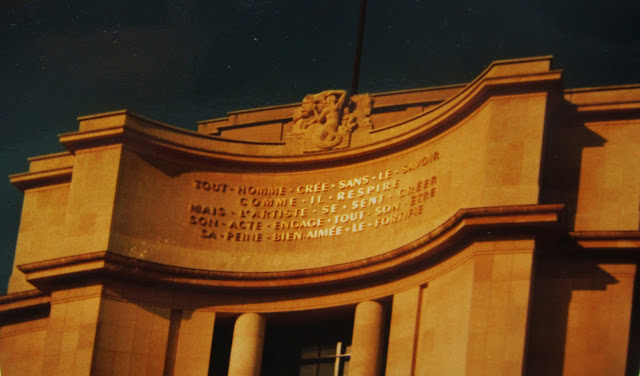 TOUT·HOMME·CRÉE·SANS·LE·SAVOIR
COMME·IL·RESPIRE
MAIS·L'ARTISTE·SE·SENT·CRÉER
SON·ACTE·ENGAGE·TOUT·SON·ÊTRE
SA·PEINE·BIEN-AIMÉE·LE·FORTIFIE